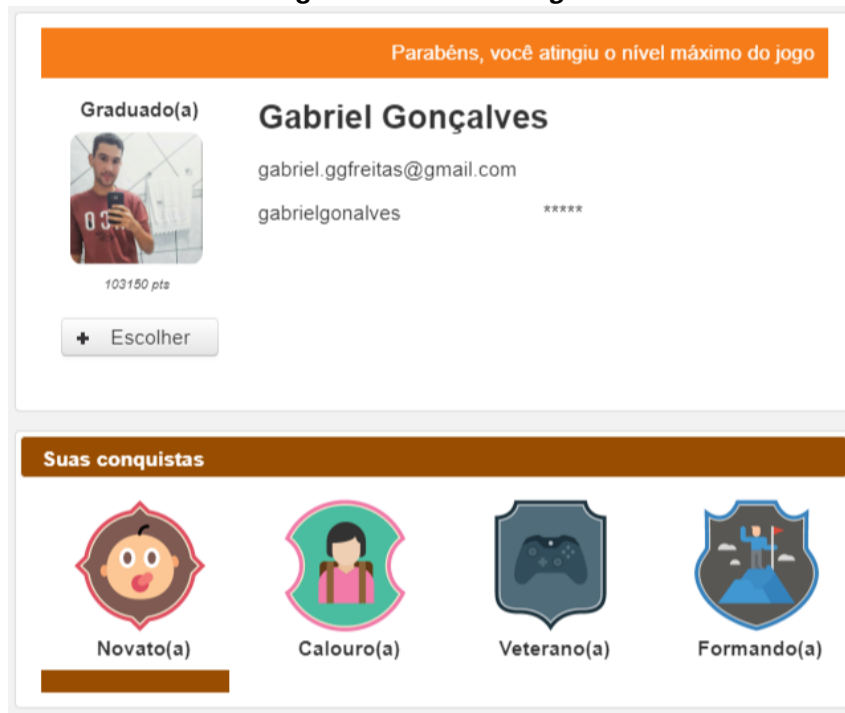 Parabéns, você atingiu o nível máximo do jogo
Graduado(a)
Gabriel Gonçalves
gabriel.ggfreitas@gmail.com
gabrielgonalves *****
103150 pts
+ Escolher
Suas conquistas
Novato(a) Calouro(a) Veterano(a) Formando(a)